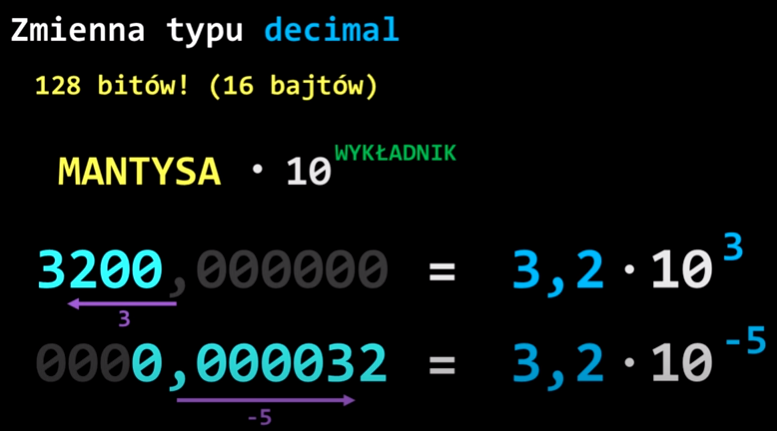 Zmienna typu decimal
128 bitów! (16 bajtów)
MANTYSA · 10^WYKŁADNIK
3200,000000 = 3,2 · 10^3
3
0000,000032 = 3,2 · 10^-5
-5